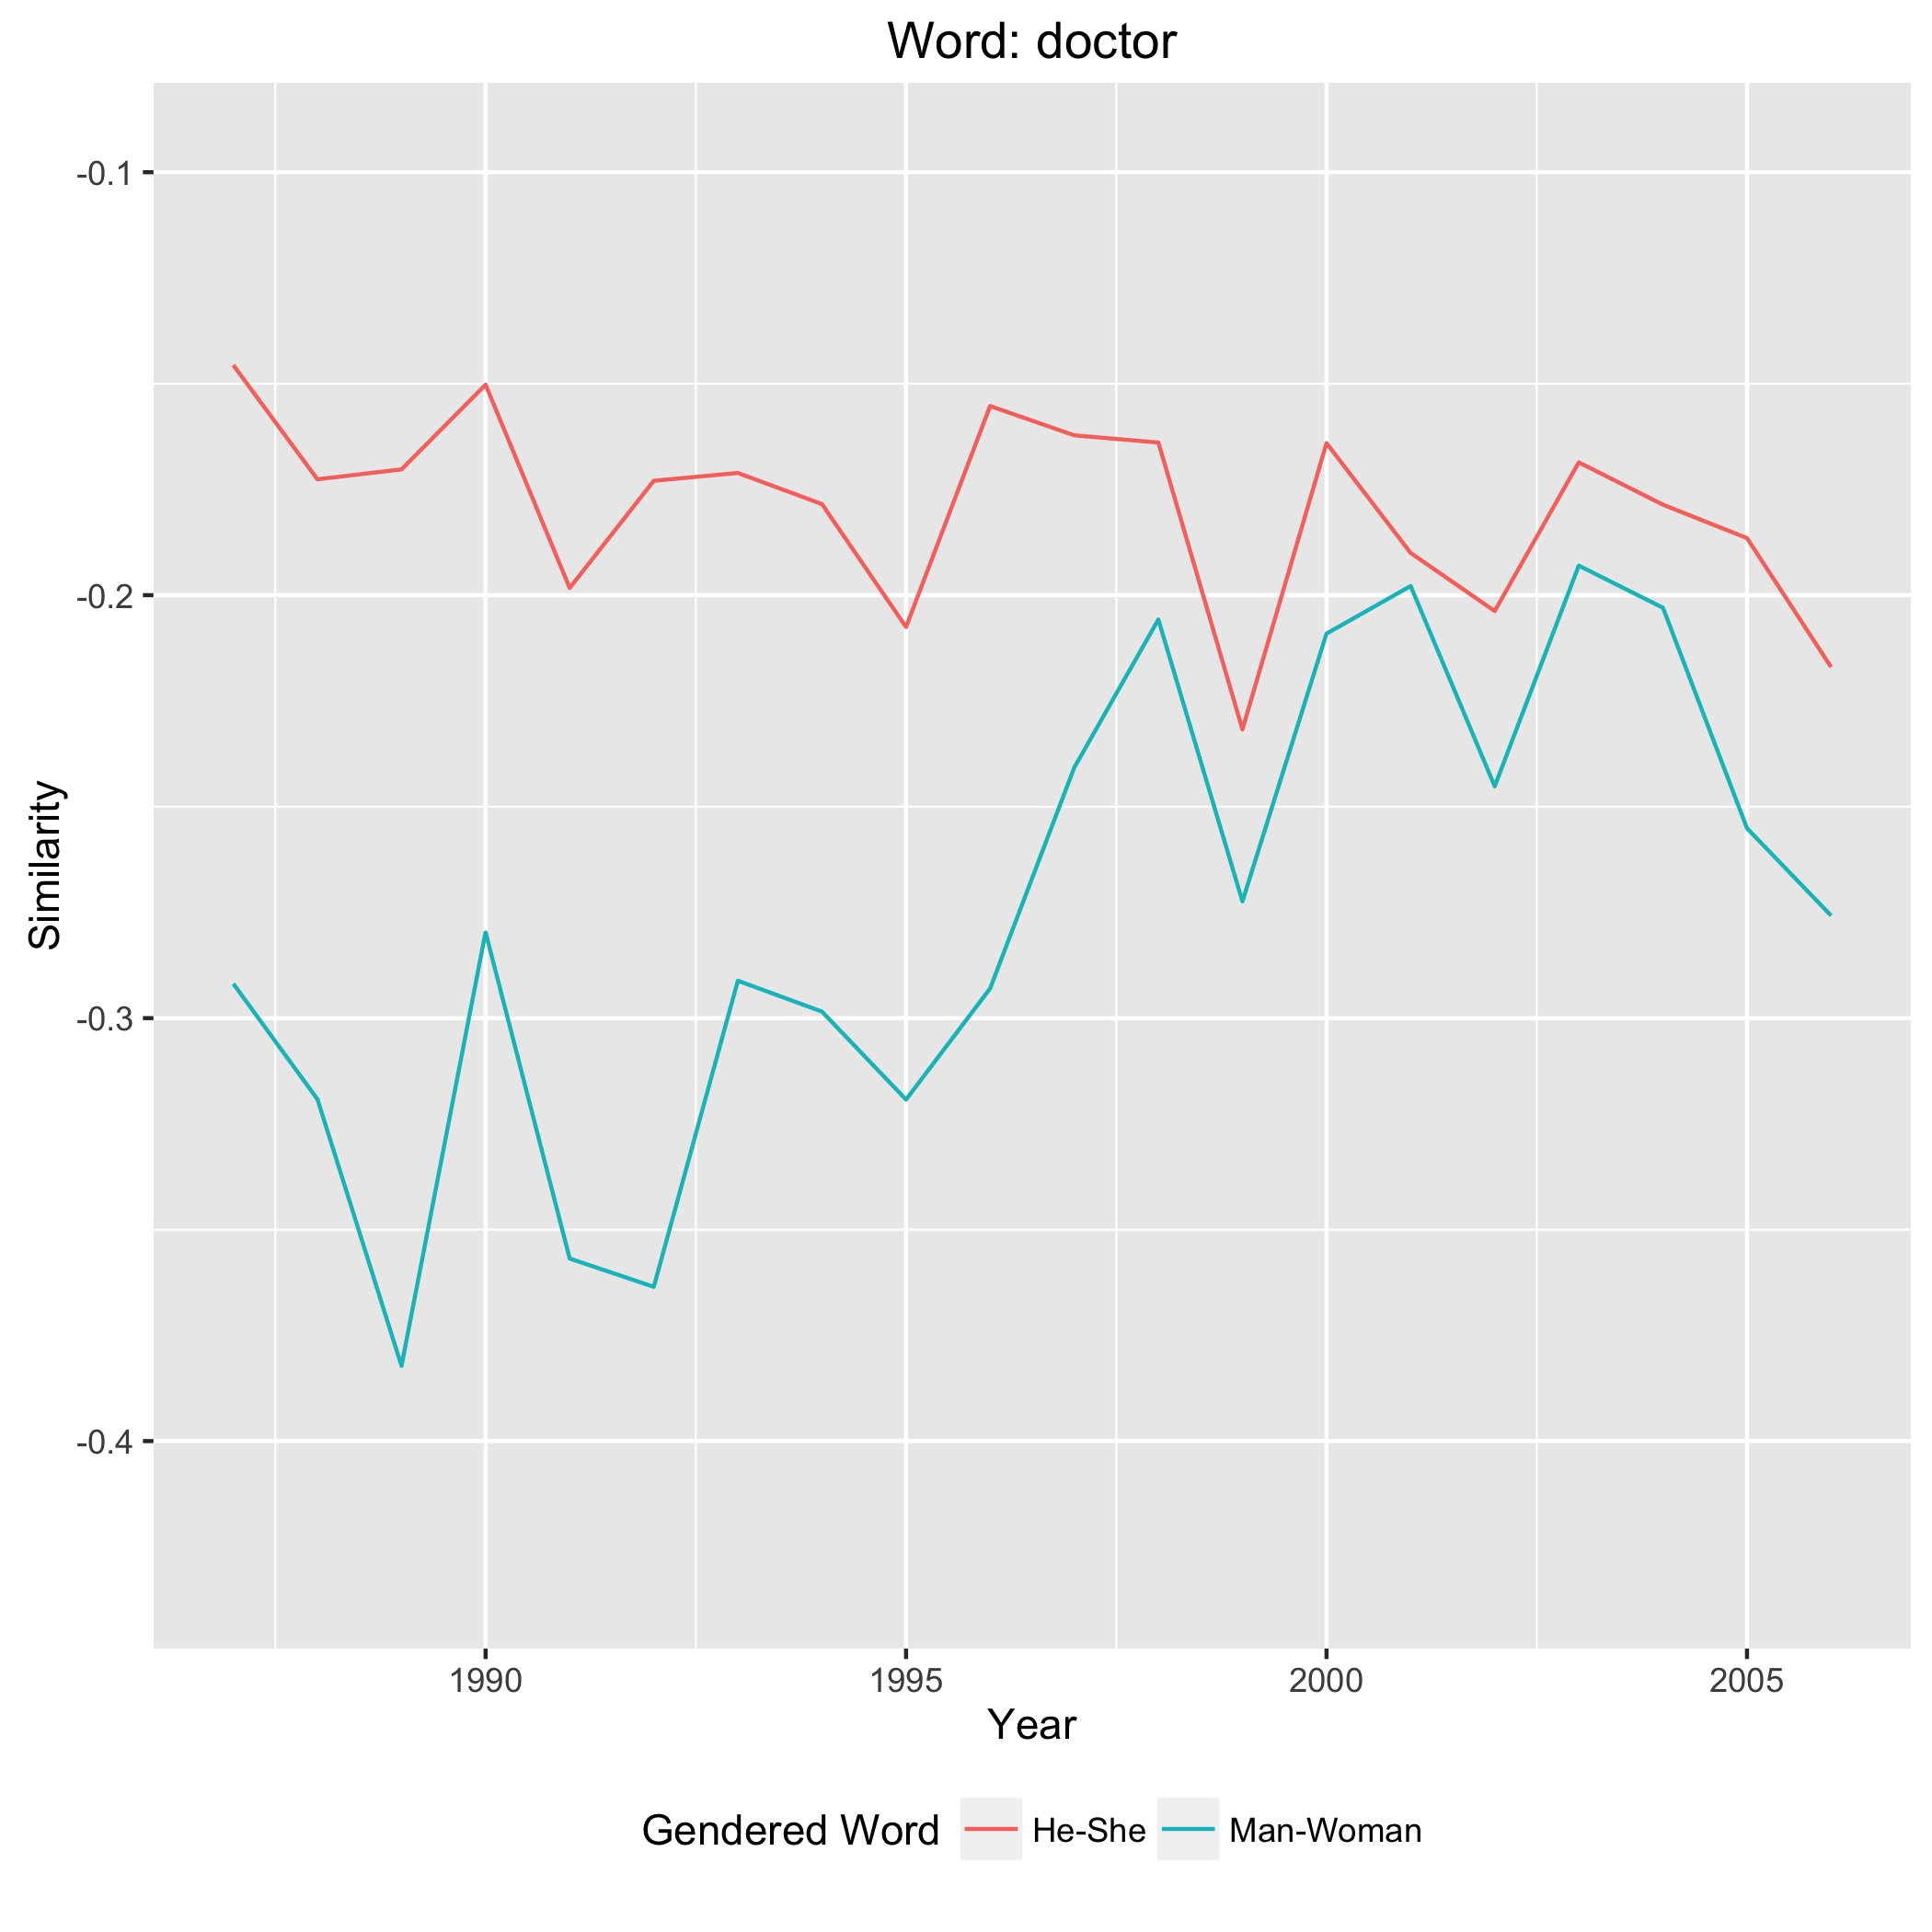 Word: doctor
-0.1
-0.2
-0.3
-0.4
Similarity
1990 1995 2000 2005
Year
Gendered Word He-She Man-Woman